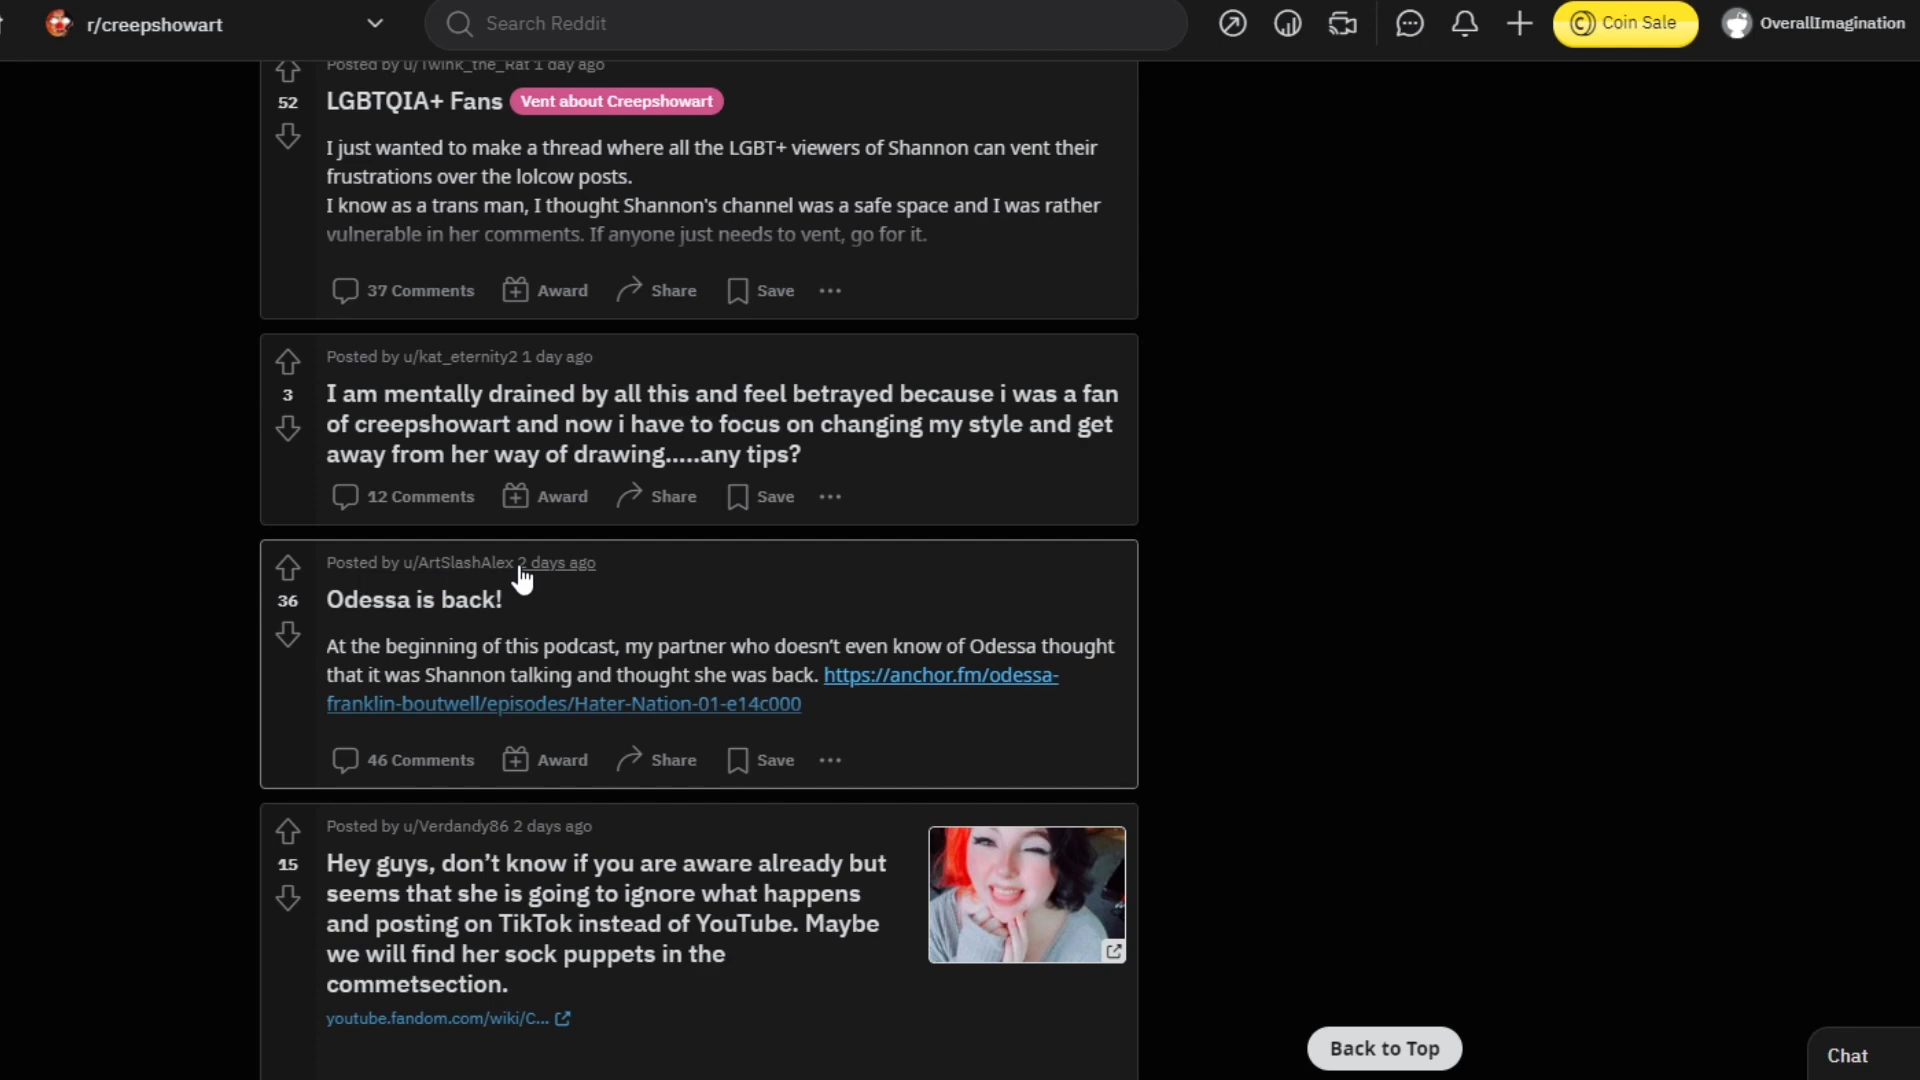 r/creepshowart
Search Reddit
Coin Sale
OverallImagination
Posted by u/Twink_the_Rat 1 day ago
52
LGBTQIA+ Fans
Vent about Creepshowart
I just wanted to make a thread where all the LGBT+ viewers of Shannon can vent their
frustrations over the lolcow posts.
I know as a trans man, I thought Shannon's channel was a safe space and I was rather
vulnerable in her comments. If anyone just needs to vent, go for it.
37 Comments
Award
Share
Save
Posted by u/kat_eternity2 1 day ago
3
I am mentally drained by all this and feel betrayed because i was a fan
of creepshowart and now i have to focus on changing my style and get
away from her way of drawing.....any tips?
12 Comments
Award
Share
Save
Posted by u/ArtSlashAlex 2 days ago
36
Odessa is back!
At the beginning of this podcast, my partner who doesn't even know of Odessa thought
that it was Shannon talking and thought she was back. https://anchor.fm/odessa-
franklin-boutwell/episodes/Hater-Nation-01-e14c000
46 Comments
Award
Share
Save
Posted by u/Verdandy86 2 days ago
15
Hey guys, don't know if you are aware already but
seems that she is going to ignore what happens
and posting on TikTok instead of YouTube. Maybe
we will find her sock puppets in the
commetsection.
youtube.fandom.com/wiki/C...
Back to Top
Chat